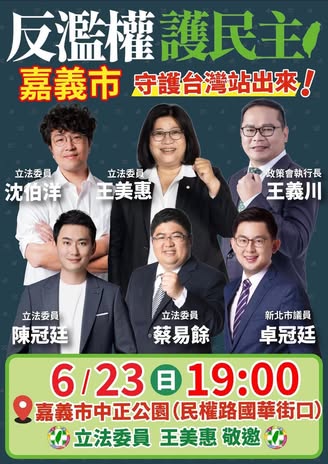 反濫權 護民主
嘉義市 守護台灣站出來!
立法委員 沈伯洋
立法委員 王美惠
政策會執行長 王義川
立法委員 陳冠廷
立法委員 蔡易餘
新北市議員 卓冠廷
6/23 日 19:00
嘉義市中正公園(民權路國華街口)
立法委員 王美惠 敬邀